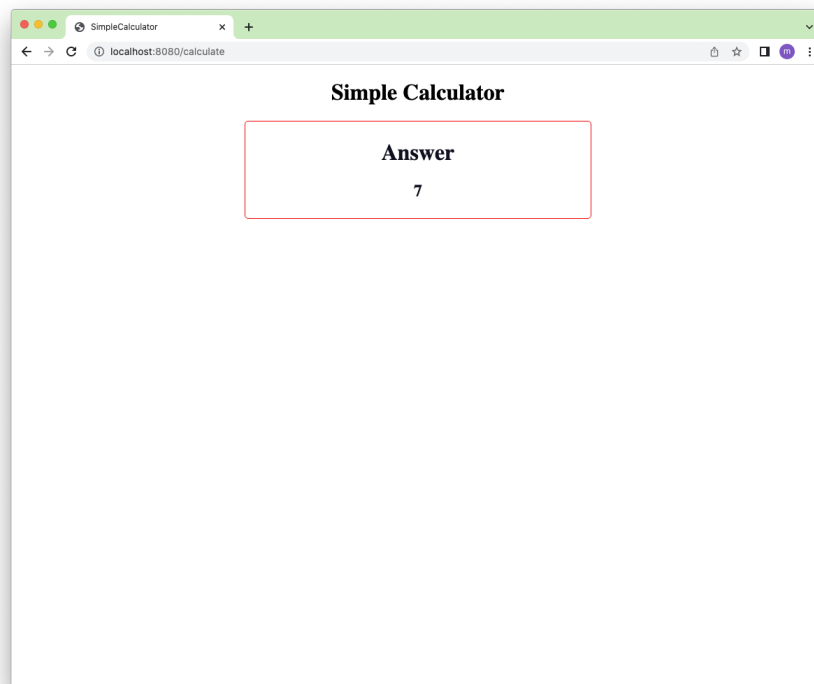 SimpleCalculator
localhost:8080/calculate
m
Simple Calculator
Answer
7